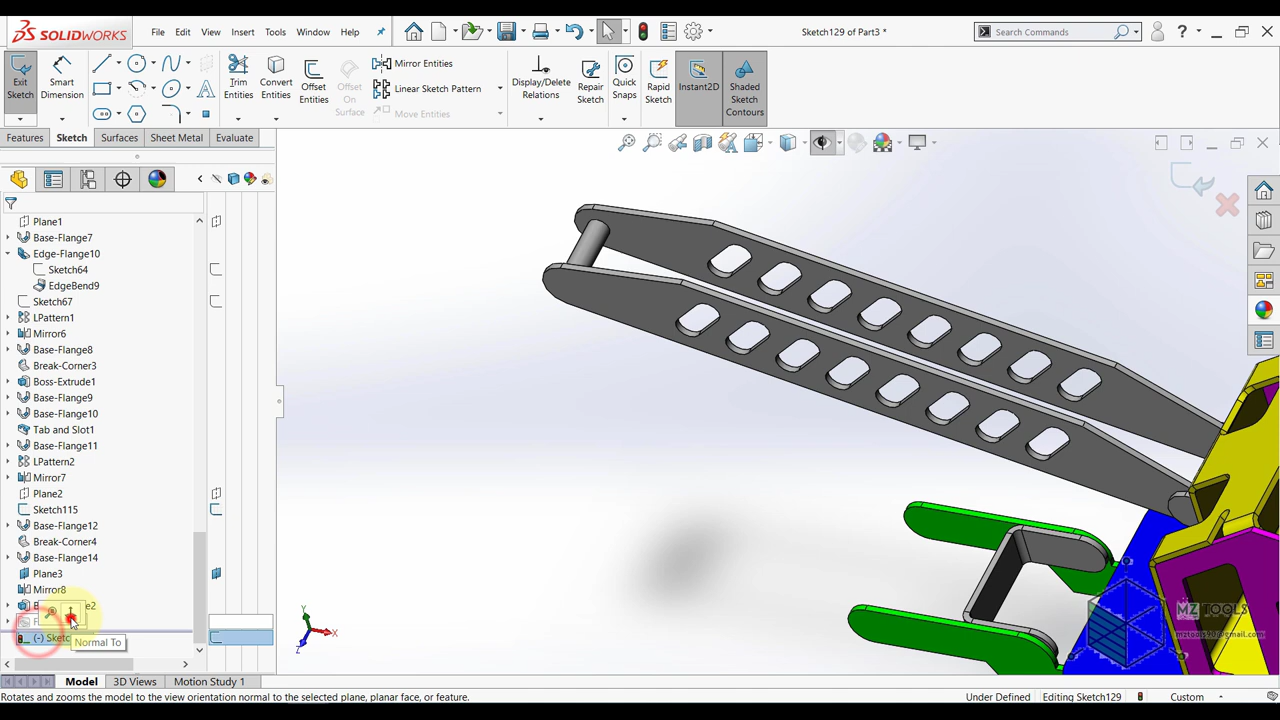 SOLIDWORKS
File
Edit
View
Insert
Tools
Window
Help
Sketch129 of Part3 *
Search Commands
Exit Sketch
Smart Dimension
Trim Entities
Convert Entities
Offset Entities
Offset On Surface
Mirror Entities
Linear Sketch Pattern
Move Entities
Display/Delete Relations
Repair Sketch
Quick Snaps
Rapid Sketch
Instant2D
Shaded Sketch Contours
Features
Sketch
Surfaces
Sheet Metal
Evaluate
Plane1
Base-Flange7
Edge-Flange10
Sketch64
EdgeBend9
Sketch67
LPattern1
Mirror6
Base-Flange8
Break-Corner3
Boss-Extrude1
Base-Flange9
Base-Flange10
Tab and Slot1
Base-Flange11
LPattern2
Mirror7
Plane2
Sketch115
Base-Flange12
Break-Corner4
Base-Flange14
Plane3
Mirror8
(-) Sketc
Normal To
Y
X
Z
MZ TOOLS
Model
3D Views
Motion Study 1
Rotates and zooms the model to the view orientation normal to the selected plane, planar face, or feature.
Under Defined
Editing Sketch129
Custom